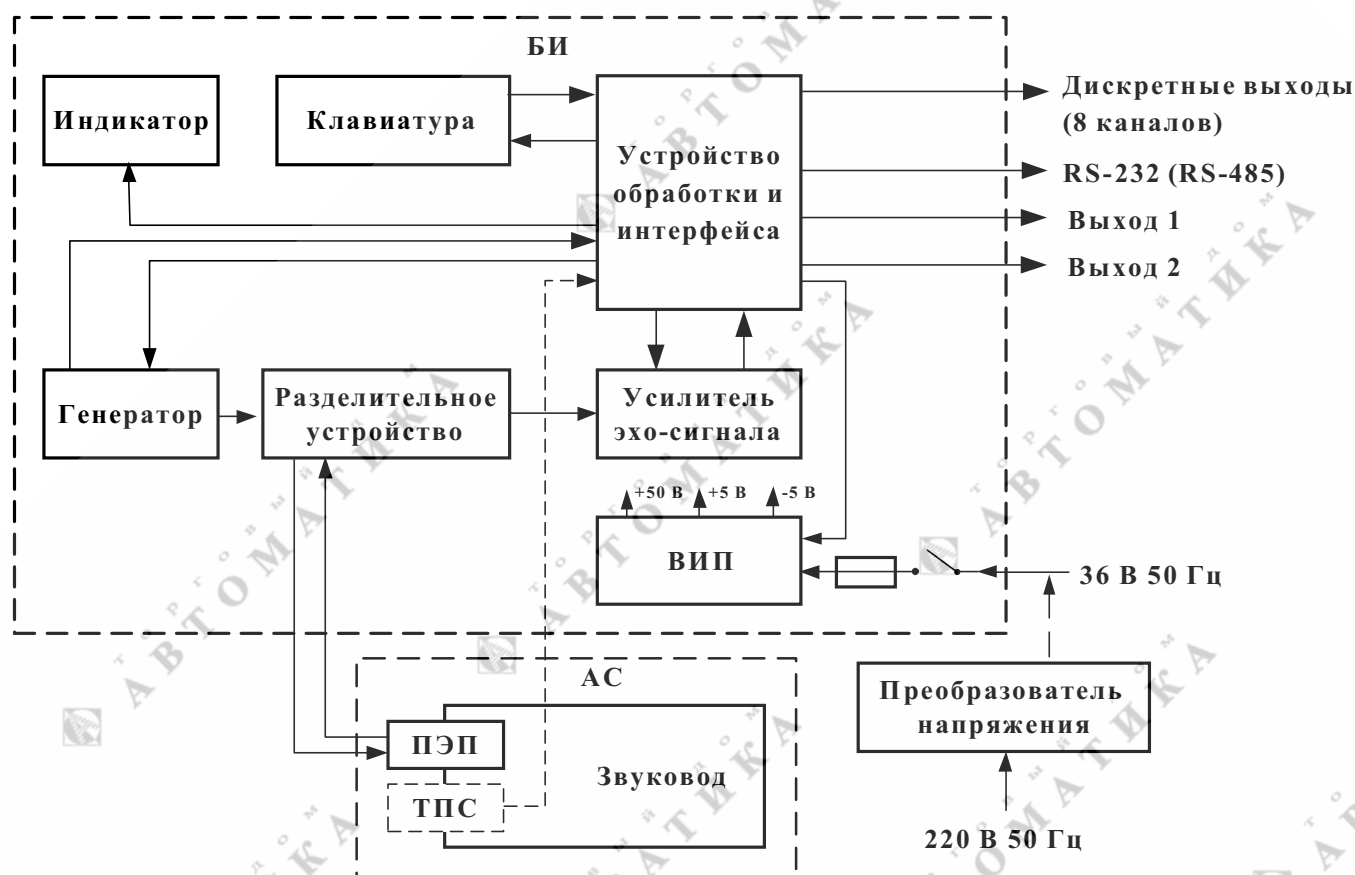 БИ
Индикатор
Клавиатура
Устройство
обработки и
интерфейса
Дискретные выходы
(8 каналов)
RS-232 (RS-485)
Выход 1
Выход 2
Генератор
Разделительное
устройство
Усилитель
эхо-сигнала
+50 В
+5 В
-5 В
ВИП
36 В 50 Гц
АС
ПЭП
ТПС
Звуковод
Преобразователь
напряжения
220 В 50 Гц
торговый дом
АВТОМАТИКА